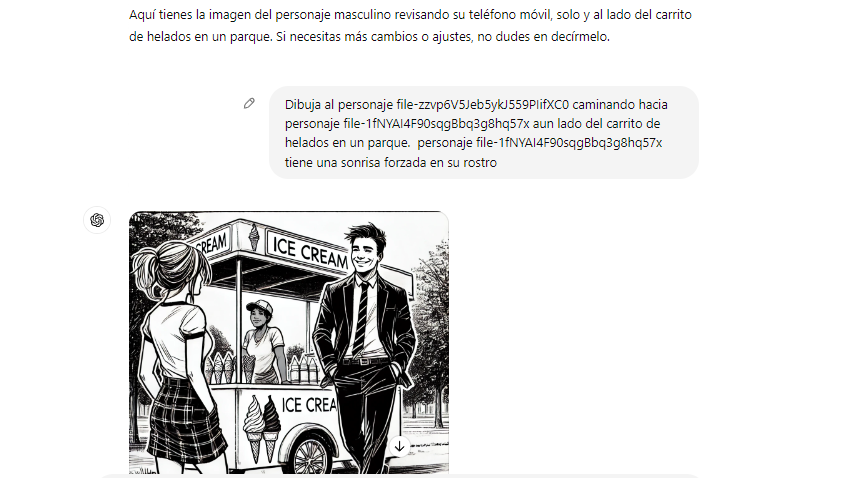 Aquí tienes la imagen del personaje masculino revisando su teléfono móvil, solo y al lado del carrito
de helados en un parque. Si necesitas más cambios o ajustes, no dudes en decírmelo.
Dibuja al personaje file-zzvp6V5Jeb5ykJ559PIifXC0 caminando hacia
personaje file-1fNYAI4F90sqgBbq3g8hq57x aun lado del carrito de
helados en un parque.  personaje file-1fNYAI4F90sqgBbq3g8hq57x
tiene una sonrisa forzada en su rostro
CREAM
ICE CREAM
ICE CREA